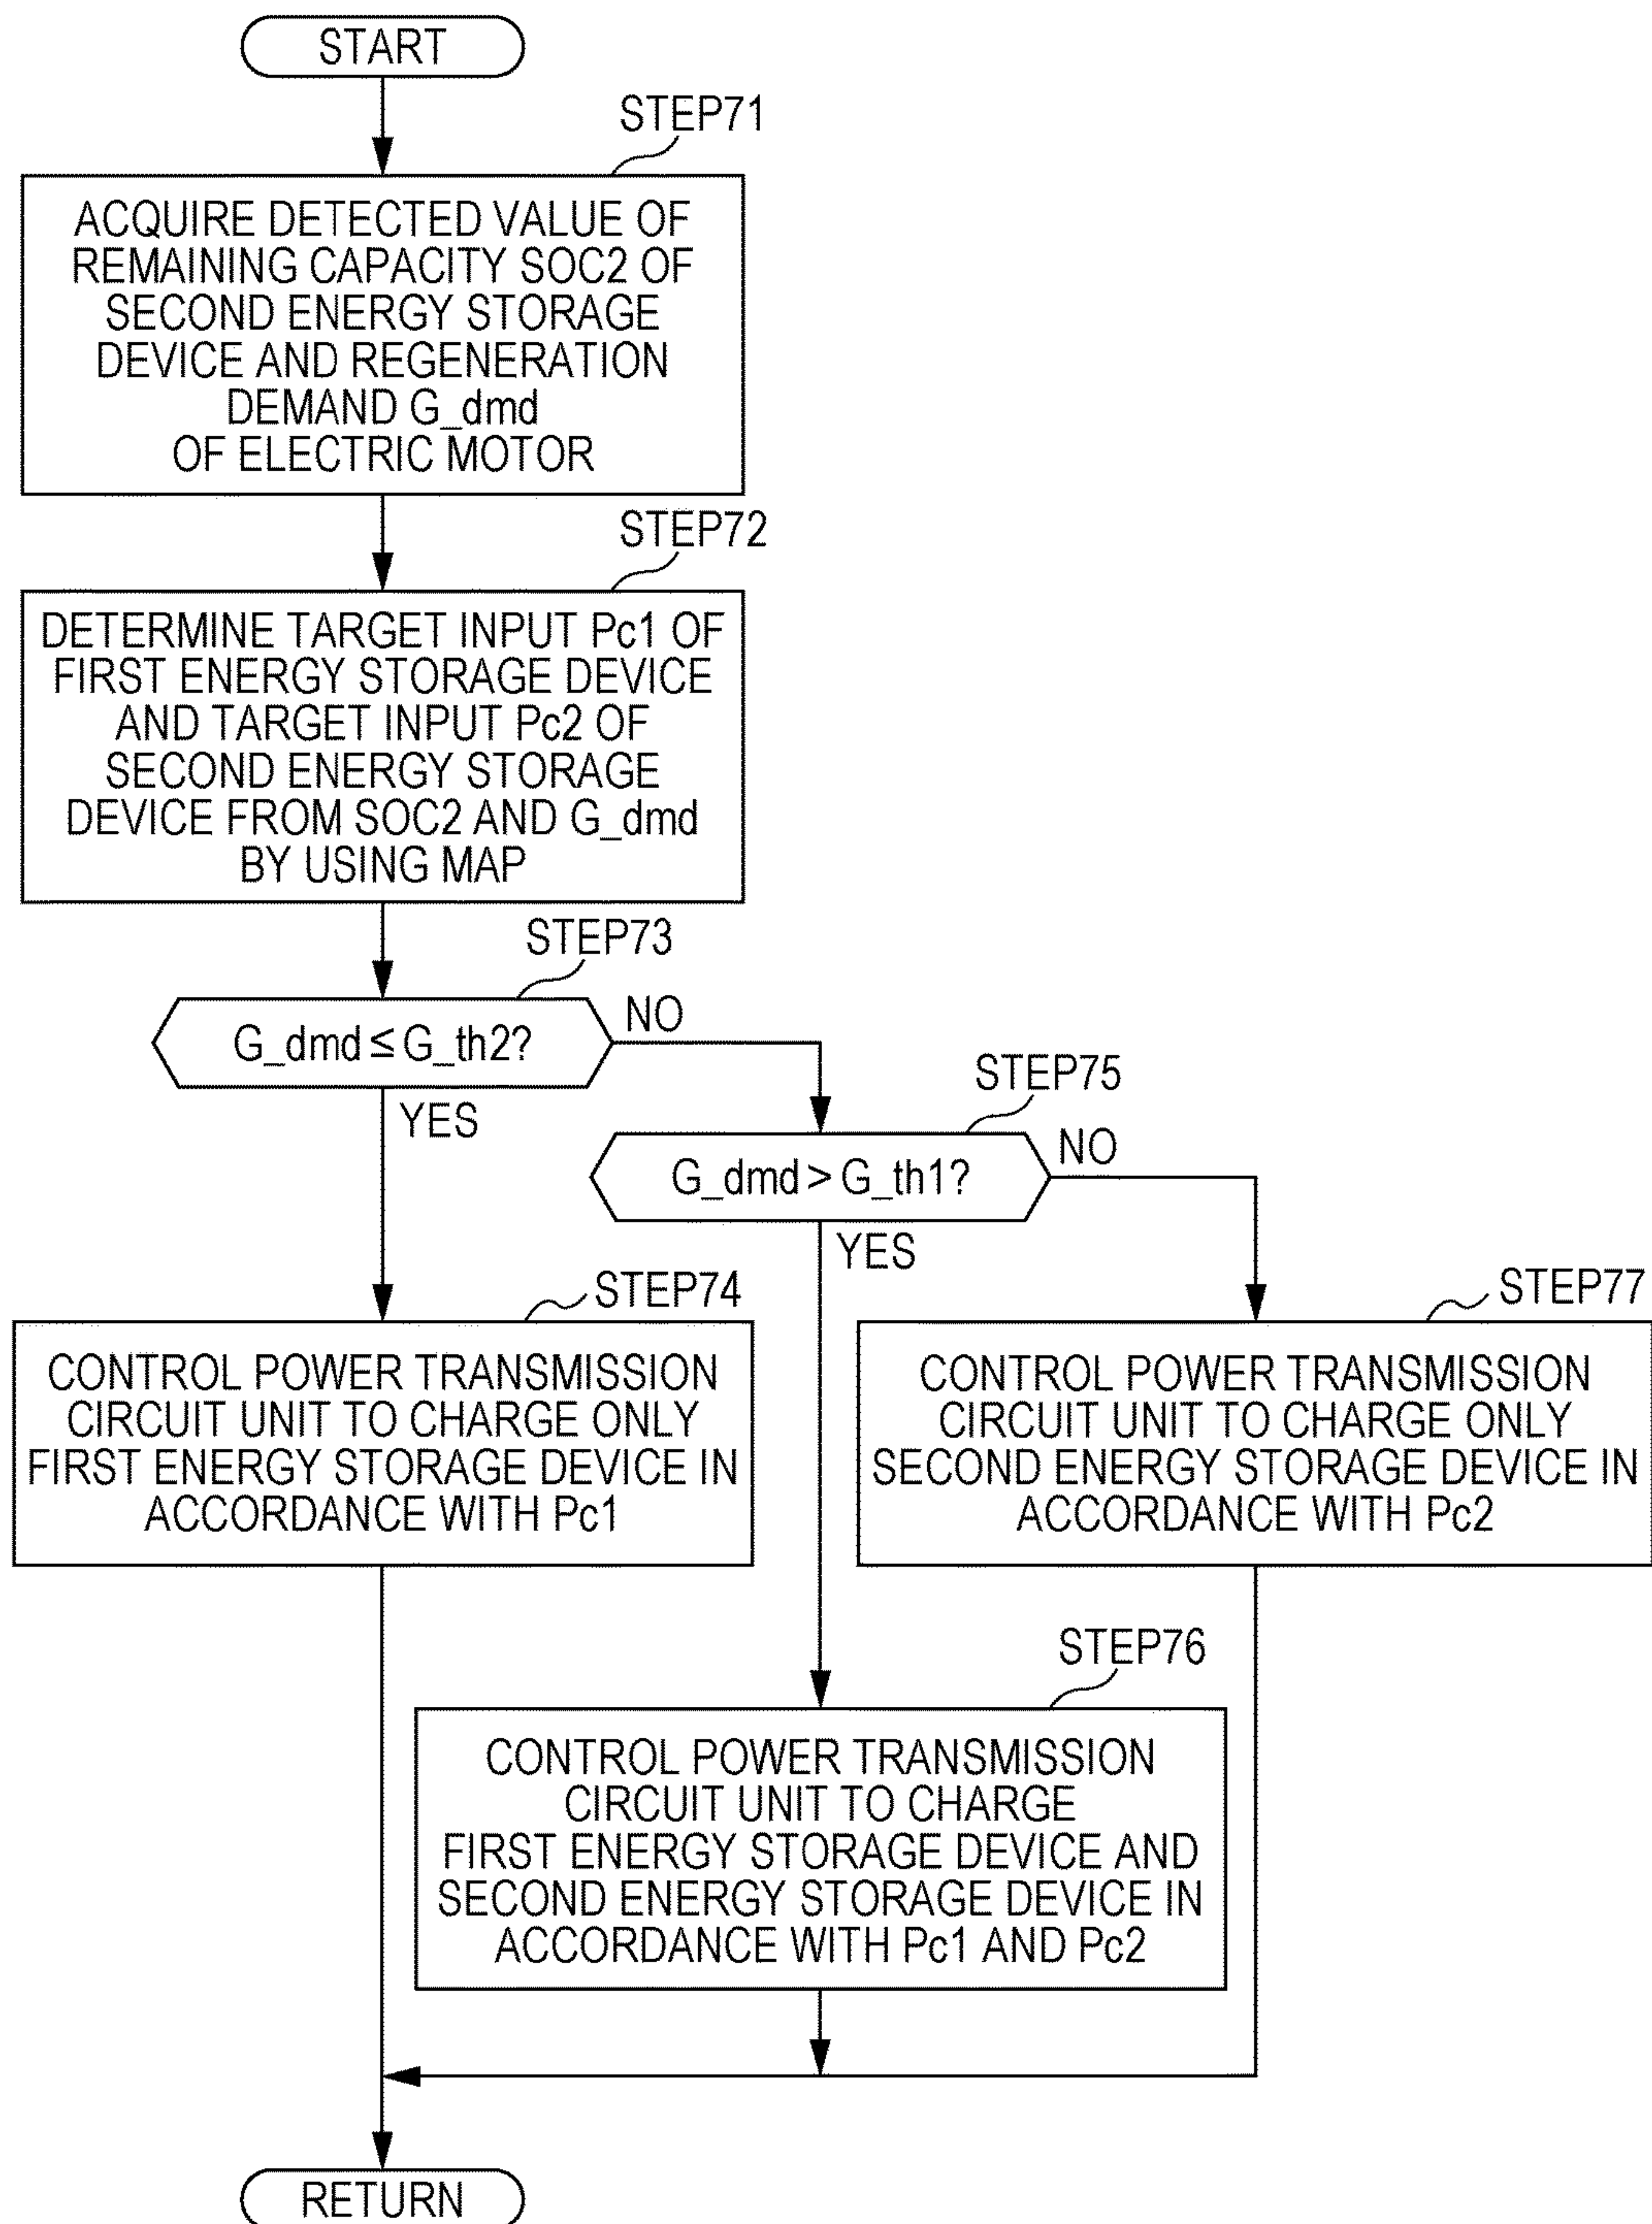 START
STEP71
ACQUIRE DETECTED VALUE OF
REMAINING CAPACITY SOC2 OF
SECOND ENERGY STORAGE
DEVICE AND REGENERATION
DEMAND G_dmd
OF ELECTRIC MOTOR
STEP72
DETERMINE TARGET INPUT Pc1 OF
FIRST ENERGY STORAGE DEVICE
AND TARGET INPUT Pc2 OF
SECOND ENERGY STORAGE
DEVICE FROM SOC2 AND G_dmd
BY USING MAP
STEP73
G_dmd ≤ G_th2?
NO
YES
STEP75
G_dmd > G_th1?
NO
YES
STEP74
CONTROL POWER TRANSMISSION
CIRCUIT UNIT TO CHARGE ONLY
FIRST ENERGY STORAGE DEVICE IN
ACCORDANCE WITH Pc1
STEP77
CONTROL POWER TRANSMISSION
CIRCUIT UNIT TO CHARGE ONLY
SECOND ENERGY STORAGE DEVICE IN
ACCORDANCE WITH Pc2
STEP76
CONTROL POWER TRANSMISSION
CIRCUIT UNIT TO CHARGE
FIRST ENERGY STORAGE DEVICE AND
SECOND ENERGY STORAGE DEVICE IN
ACCORDANCE WITH Pc1 AND Pc2
RETURN